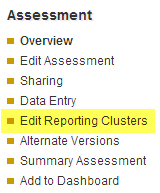 Assessment
Overview
Edit Assessment
Sharing
Data Entry
Edit Reporting Clusters
Alternate Versions
Summary Assessment
Add to Dashboard